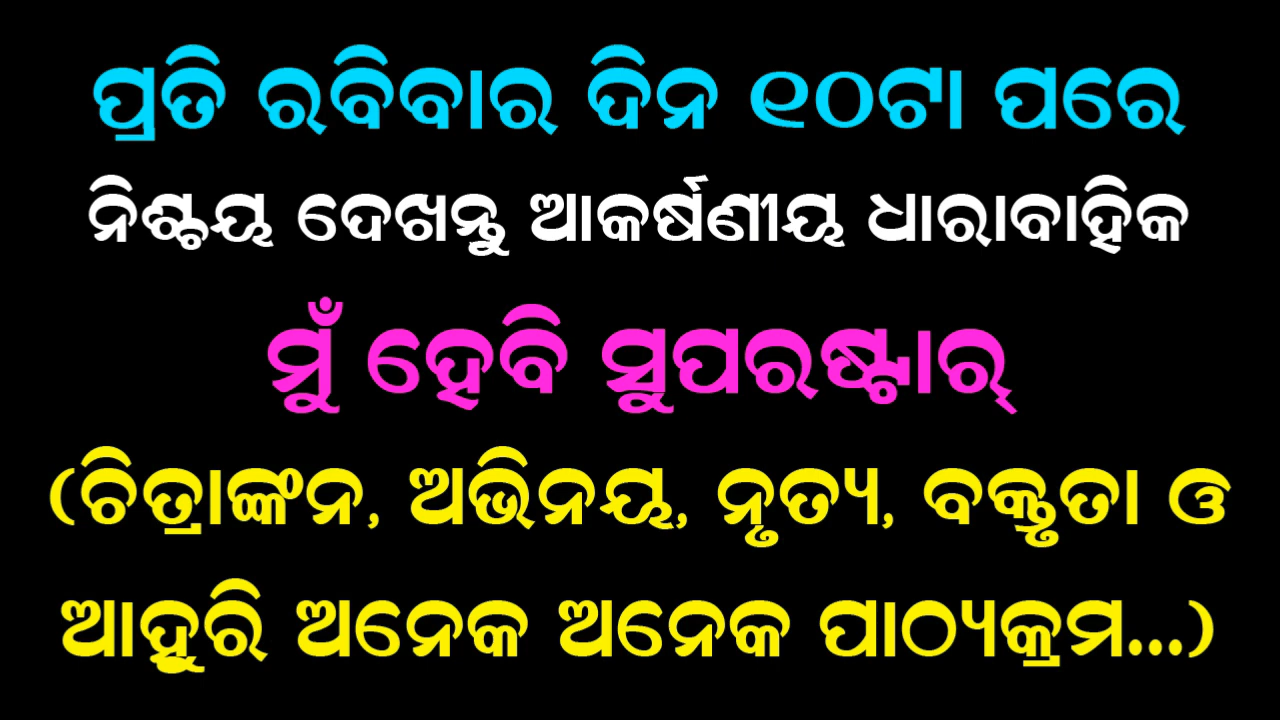 ପ୍ରତି ରବିବାର ଦିନ ୧୦ଟା ପରେ
ନିଶ୍ଚୟ ଦେଖନ୍ତୁ ଆକର୍ଷଣୀୟ ଧାରାବାହିକ
ମୁଁ ହେବି ସୁପରଷ୍ଟାର୍
(ଚିତ୍ରାଙ୍କନ, ଅଭିନୟ, ନୃତ୍ୟ, ବକ୍ତୃତା ଓ
ଆହୁରି ଅନେକ ଅନେକ ପାଠ୍ୟକ୍ରମ...)